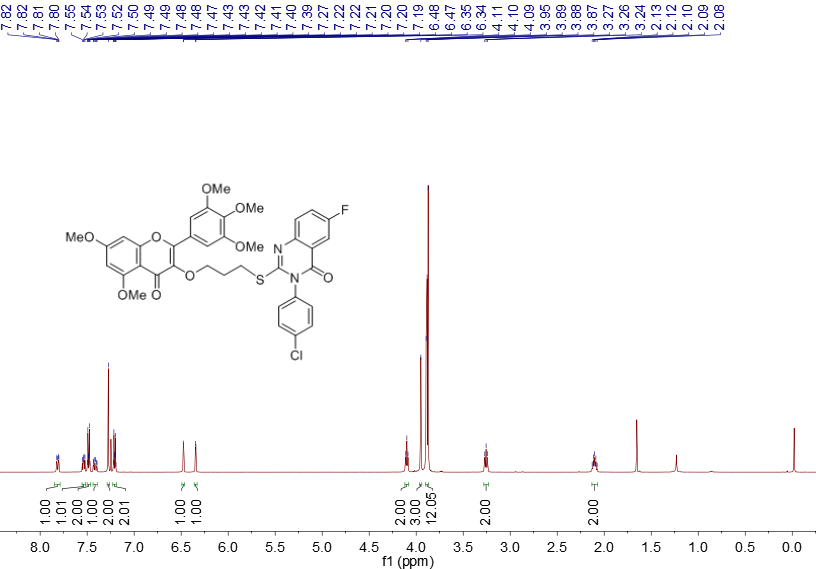 7.82 7.82 7.81 7.80 7.55 7.54 7.53 7.52 7.50 7.49 7.49 7.48 7.48 7.47 7.43 7.43 7.42 7.41 7.40 7.39 7.27 7.22 7.22 7.21 7.20 7.20 7.19 6.48 6.47 6.35 6.34 4.11 4.10 4.09 3.95 3.89 3.88 3.87 3.27 3.26 3.24 2.13 2.12 2.10 2.09 2.08
OMe
OMe
F
MeO
O
OMe
N
O
S
N
O
OMe
O
Cl
1.00 1.01 2.00 1.00 2.00 2.01 1.00 1.00 2.00 3.00 12.05 2.00 2.00
8.0 7.5 7.0 6.5 6.0 5.5 5.0 4.5 4.0 3.5 3.0 2.5 2.0 1.5 1.0 0.5 0.0
f1 (ppm)